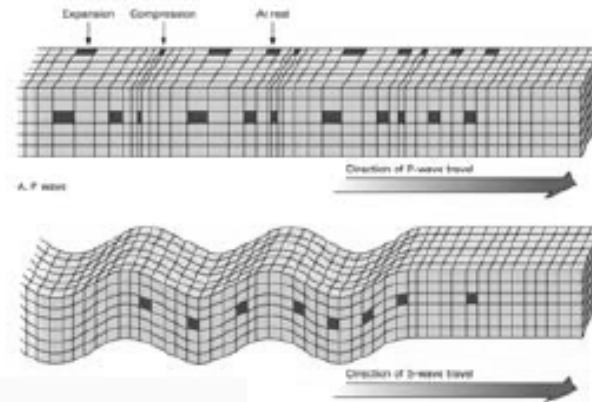 Expansion
Compression
At rest
Direction of P-wave travel
A. P wave
Direction of S-wave travel